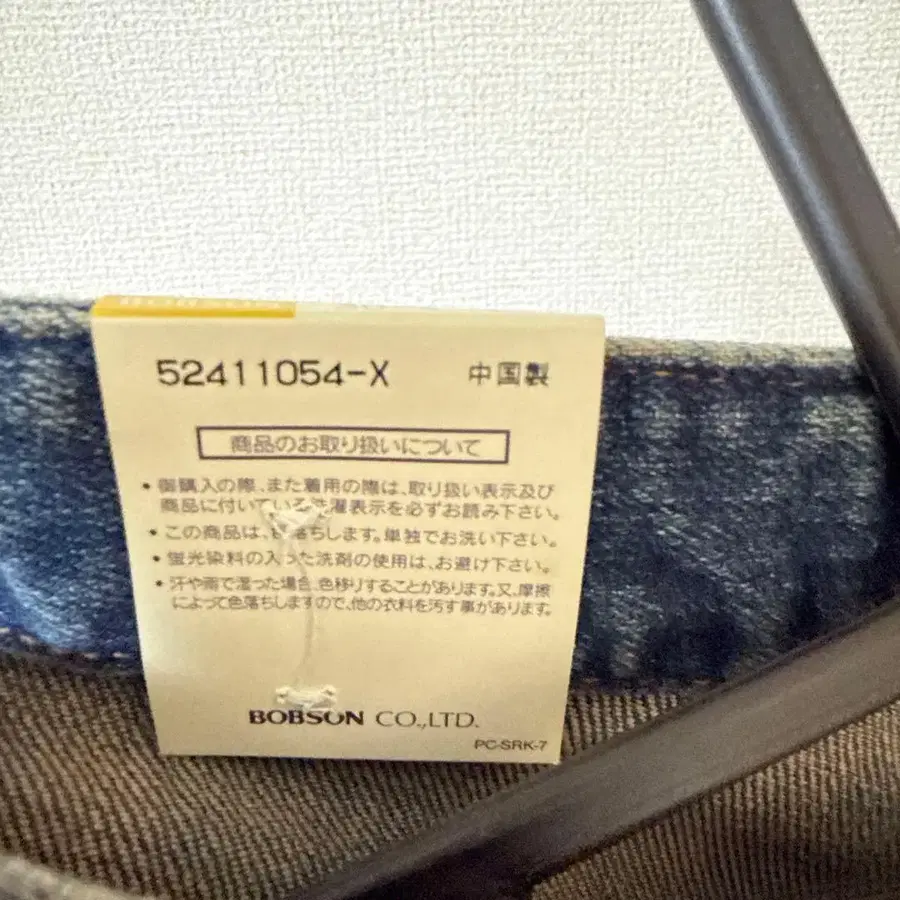 52411054-X 中国製
商品のお取り扱いについて
・御購入の際、また着用の際は、取り扱い表示及び
商品に付いている洗濯表示を必ずお読み下さい。
・この商品は、色落ちします。単独でお洗い下さい。
・蛍光染料の入った洗剤の使用は、お避け下さい。
・汗や雨で湿った場合、色移りすることがあります。又、摩擦
によって色落ちしますので、他の衣料を汚す事があります。
BOBSON CO.,LTD.
PC-SRK-7